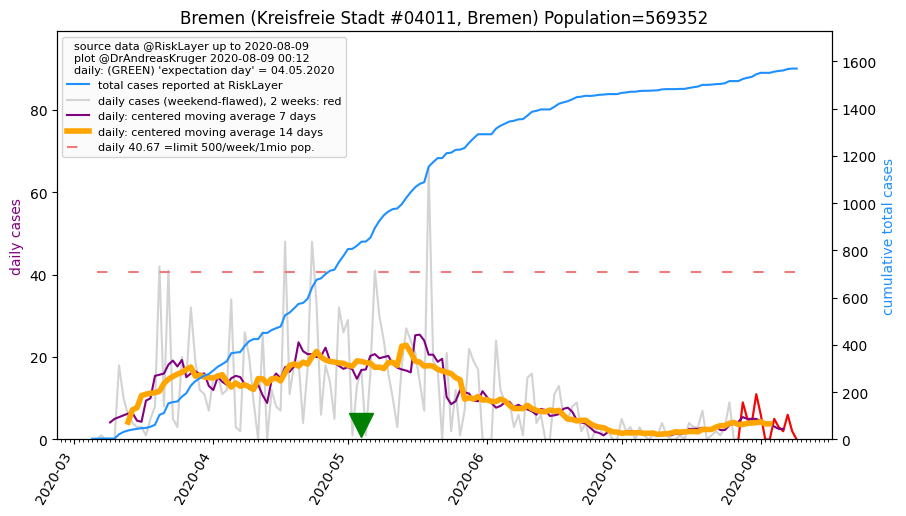 Bremen (Kreisfreie Stadt #04011, Bremen) Population=569352
source data @RiskLayer up to 2020-08-09
plot @DrAndreasKruger 2020-08-09 00:12
daily: (GREEN) 'expectation day' = 04.05.2020
total cases reported at RiskLayer
daily cases (weekend-flawed), 2 weeks: red
daily: centered moving average 7 days
daily: centered moving average 14 days
daily 40.67 =limit 500/week/1mio pop.
daily cases
80
60
40
20
0
cumulative total cases
1600
1400
1200
1000
800
600
400
200
0
2020-03
2020-04
2020-05
2020-06
2020-07
2020-08